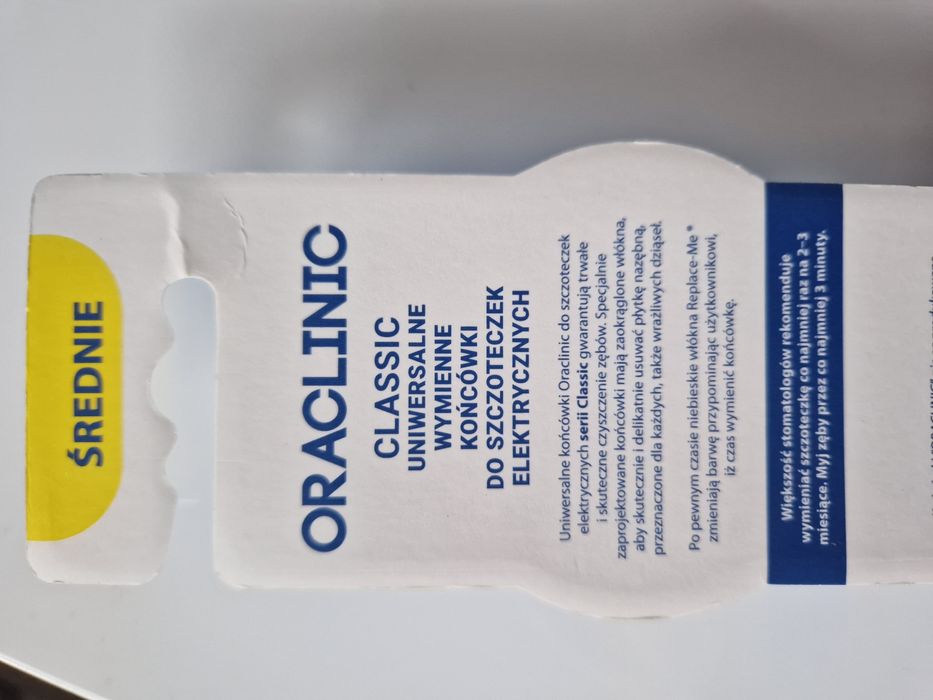 ŚREDNIE
ORACLINIC
CLASSIC
UNIWERSALNE
WYMIENNE
KOŃCÓWKI
DO SZCZOTECZEK
ELEKTRYCZNYCH
Uniwersalne końcówki Oraclinic do szczoteczek
elektrycznych serii Classic gwarantują trwałe
i skuteczne czyszczenie zębów. Specjalnie
zaprojektowane końcówki mają zaokrąglone włókna,
aby skutecznie i delikatnie usuwać płytkę nazębną,
przeznaczone dla każdych, także wrażliwych dziąseł.
Po pewnym czasie niebieskie włókna Replace-Me®
zmieniają barwę przypominając użytkownikowi,
iż czas wymienić końcówkę.
Większość stomatologów rekomenduje
wymieniać szczoteczkę co najmniej raz na 2-3
miesiące. Myj zęby przez co najmniej 3 minuty.